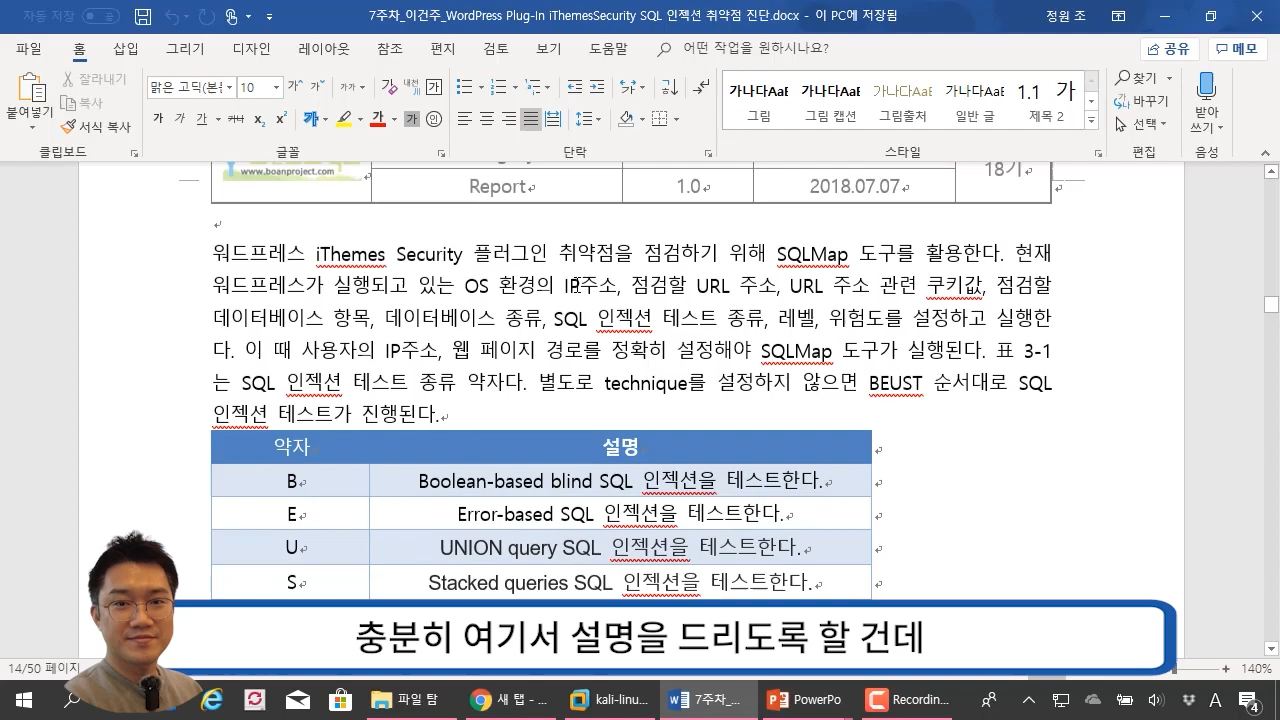 자동 저장
7주차_이건주_WordPress Plug-In iThemesSecurity SQL 인젝션 취약점 진단.docx - 이 PC에 저장됨
정원 조
파일 홈 삽입 그리기 디자인 레이아웃 참조 편지 검토 보기 도움말 어떤 작업을 원하시나요? 공유 메모
붙여넣기
잘라내기
복사
서식 복사
맑은 고딕(본 10
가나다AaE 가나다AaE 가나다AaE 가나다AaE 1.1 가
그림 그림 캡션 그림출처 일반 글 제목 2
찾기
바꾸기
선택
받아
쓰기
클립보드 글꼴 단락 스타일 편집 음성
www.boanproject.com
Report 1.0 2018.07.07 18기
워드프레스 iThemes Security 플러그인 취약점을 점검하기 위해 SQLMap 도구를 활용한다. 현재
워드프레스가 실행되고 있는 OS 환경의 IP주소, 점검할 URL 주소, URL 주소 관련 쿠키값, 점검할
데이터베이스 항목, 데이터베이스 종류, SQL 인젝션 테스트 종류, 레벨, 위험도를 설정하고 실행한
다. 이 때 사용자의 IP주소, 웹 페이지 경로를 정확히 설정해야 SQLMap 도구가 실행된다. 표 3-1
는 SQL 인젝션 테스트 종류 약자다. 별도로 technique를 설정하지 않으면 BEUST 순서대로 SQL
인젝션 테스트가 진행된다.
약자 설명
B Boolean-based blind SQL 인젝션을 테스트한다.
E Error-based SQL 인젝션을 테스트한다.
U UNION query SQL 인젝션을 테스트한다.
S Stacked queries SQL 인젝션을 테스트한다.
충분히 여기서 설명을 드리도록 할 건데
14/50 페이지
140%
파일 탐 새 탭 - ... kali-linu... 7주차_... PowerPo Recordin...
A
4